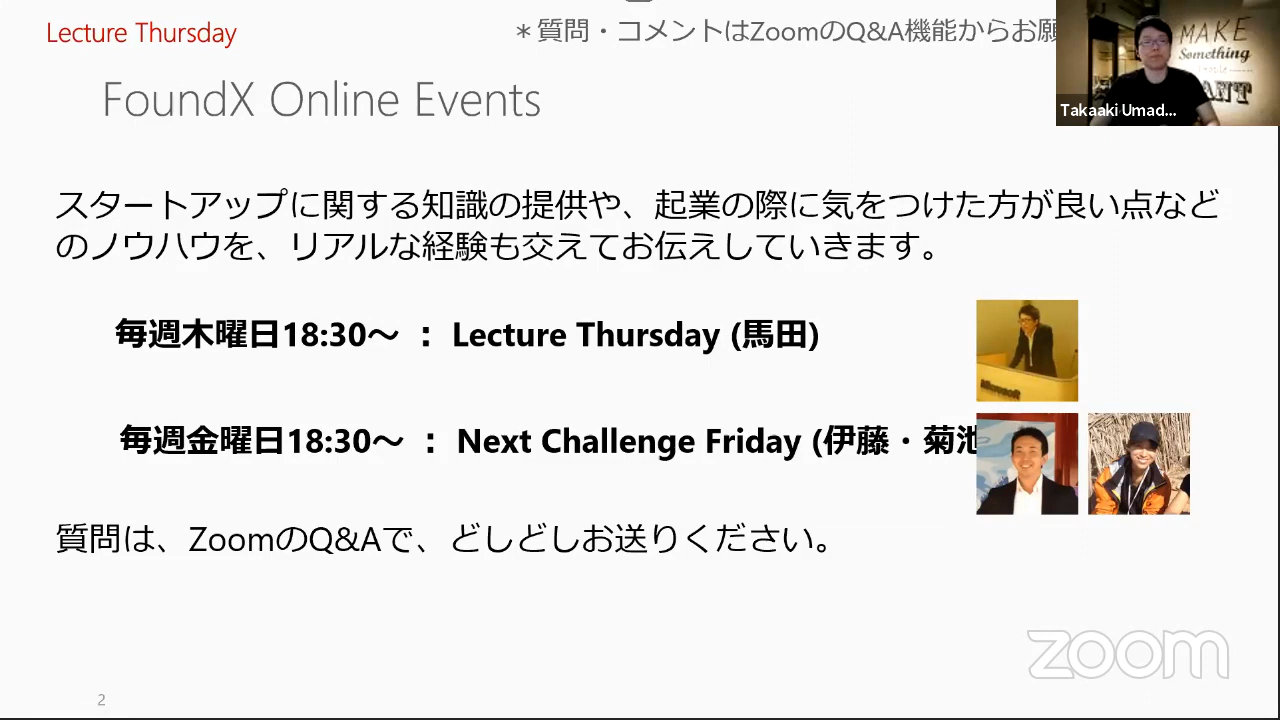 Lecture Thursday
＊質問・コメントはZoomのQ&A機能からお願
MAKE
Something
Takaaki Umad...
FoundX Online Events
スタートアップに関する知識の提供や、起業の際に気をつけた方が良い点など
のノウハウを、リアルな経験も交えてお伝えしていきます。
毎週木曜日18:30～ ： Lecture Thursday (馬田)
Microsoft
毎週金曜日18:30～ ： Next Challenge Friday (伊藤・菊池
質問は、ZoomのQ&Aで、どしどしお送りください。
zoom
2